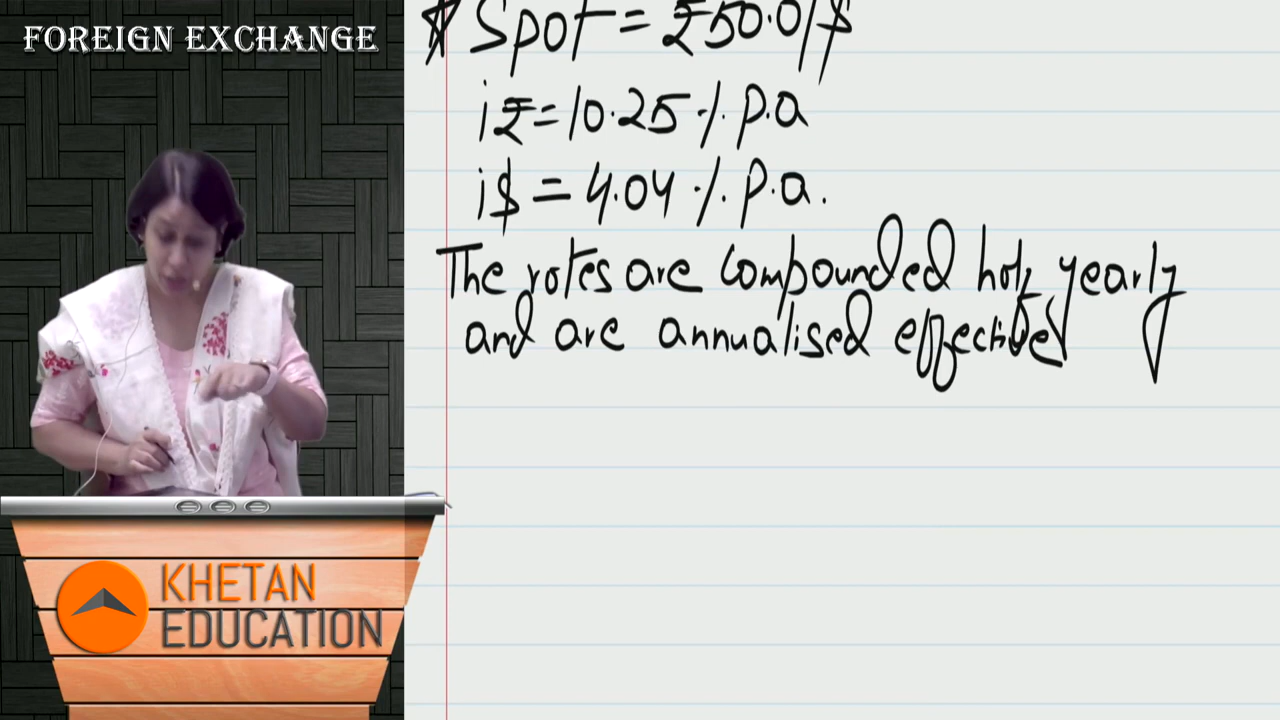 FOREIGN EXCHANGE
Spot = ₹50.0/$
i₹ = 10.25 % p.a
i$ = 4.04 % p.a.
The rates are compounded half yearly
and are annualised effective
KHETAN
EDUCATION